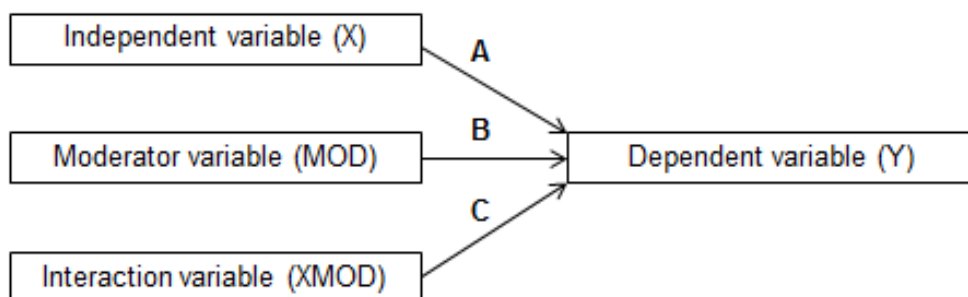 Independent variable (X)
A
Moderator variable (MOD)
B
Dependent variable (Y)
C
Interaction variable (XMOD)